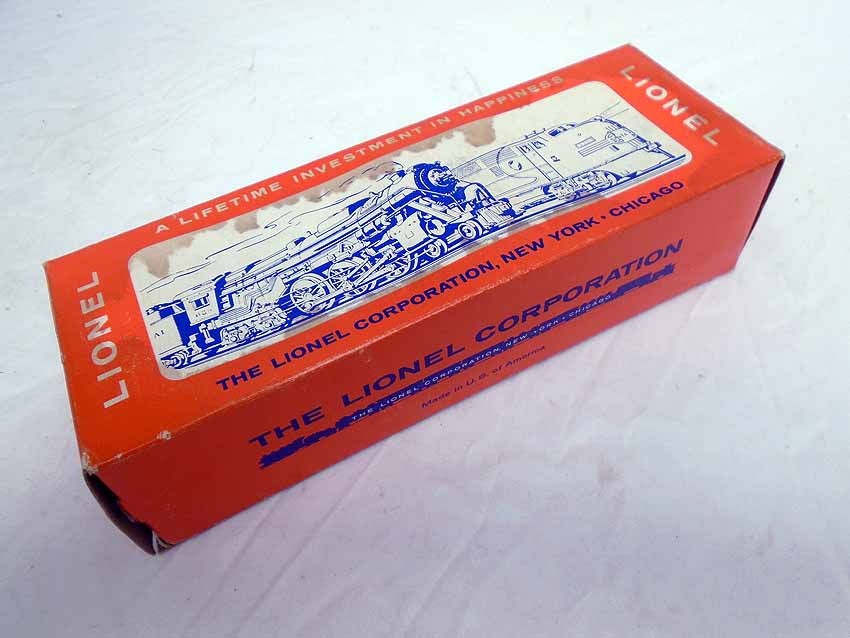 A LIFETIME INVESTMENT IN HAPPINESS
LIONEL
LIONEL
THE LIONEL CORPORATION, NEW YORK • CHICAGO
THE LIONEL CORPORATION
THE LIONEL CORPORATION, NEW YORK • CHICAGO
Made in U. S. of America